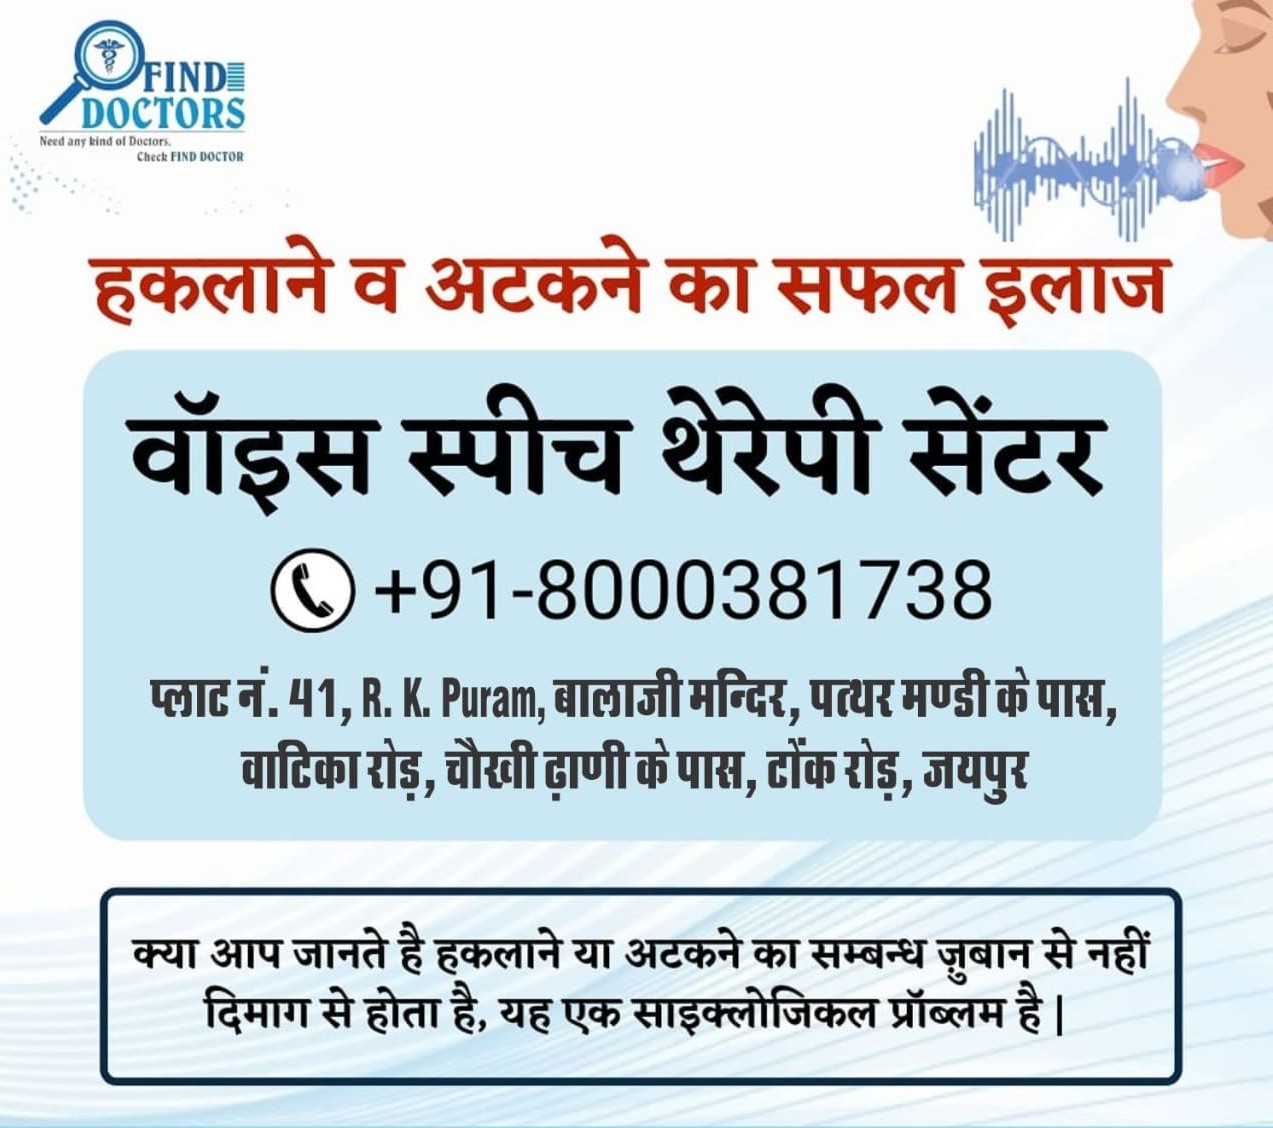 FIND
DOCTORS
Need any kind of Doctors,
Check FIND DOCTOR
हकलाने व अटकने का सफल इलाज
वॉइस स्पीच थेरेपी सेंटर
+91-8000381738
प्लाट नं. 41, R. K. Puram, बालाजी मन्दिर, पत्थर मण्डी के पास,
वाटिका रोड़, चौखी ढ़ाणी के पास, टोंक रोड़, जयपुर
क्या आप जानते है हकलाने या अटकने का सम्बन्ध ज़ुबान से नहीं
दिमाग से होता है, यह एक साइक्लोजिकल प्रॉब्लम है |